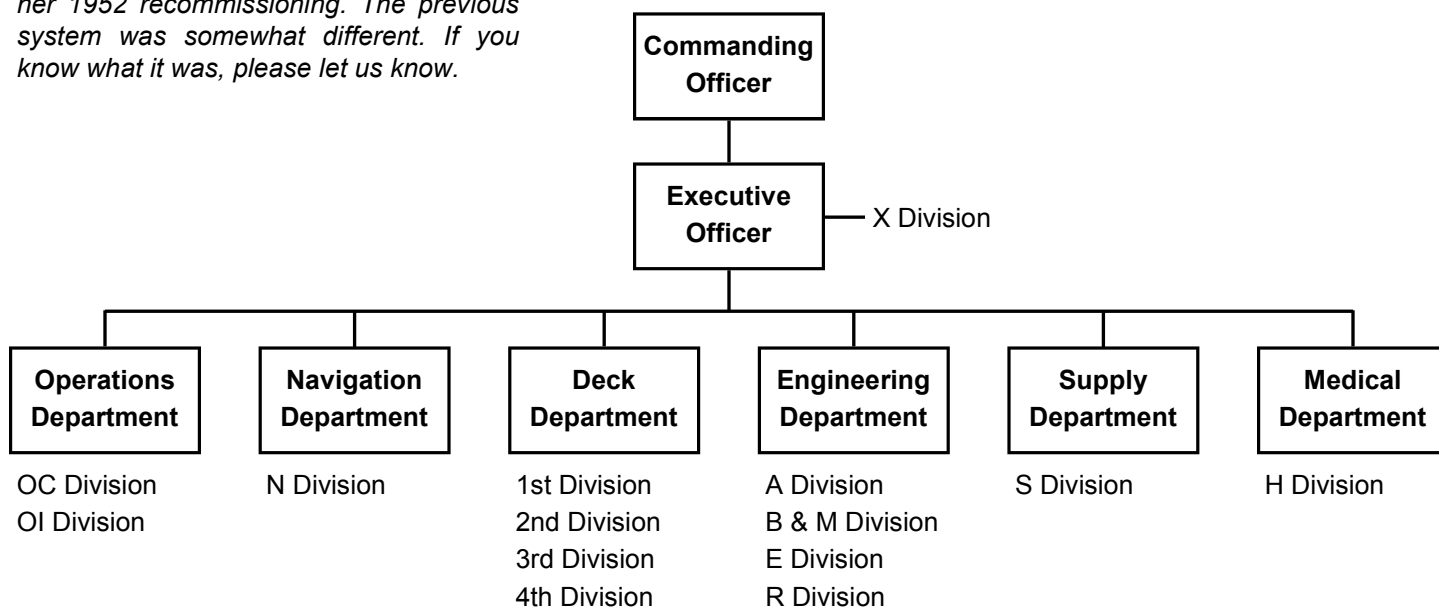 her 1952 recommissioning. The previous
system was somewhat different. If you
know what it was, please let us know.
Commanding
Officer
Executive
Officer
X Division
Operations
Department
Navigation
Department
Deck
Department
Engineering
Department
Supply
Department
Medical
Department
OC Division
OI Division
N Division
1st Division
2nd Division
3rd Division
4th Division
A Division
B & M Division
E Division
R Division
S Division
H Division